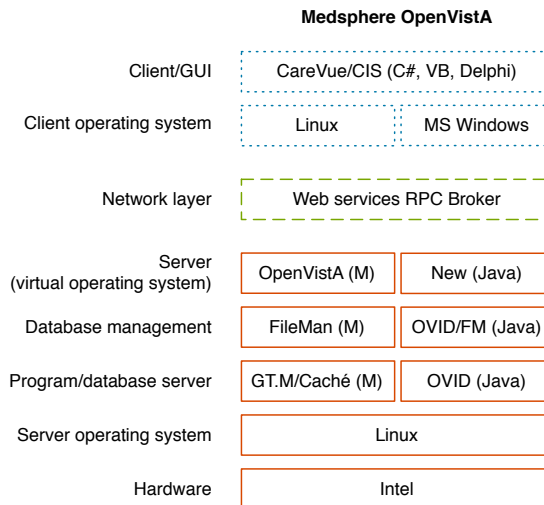 Medsphere OpenVistA
Client/GUI
CareVue/CIS (C#, VB, Delphi)
Client operating system
Linux
MS Windows
Network layer
Web services RPC Broker
Server
(virtual operating system)
OpenVistA (M)
New (Java)
Database management
FileMan (M)
OVID/FM (Java)
Program/database server
GT.M/Caché (M)
OVID (Java)
Server operating system
Linux
Hardware
Intel